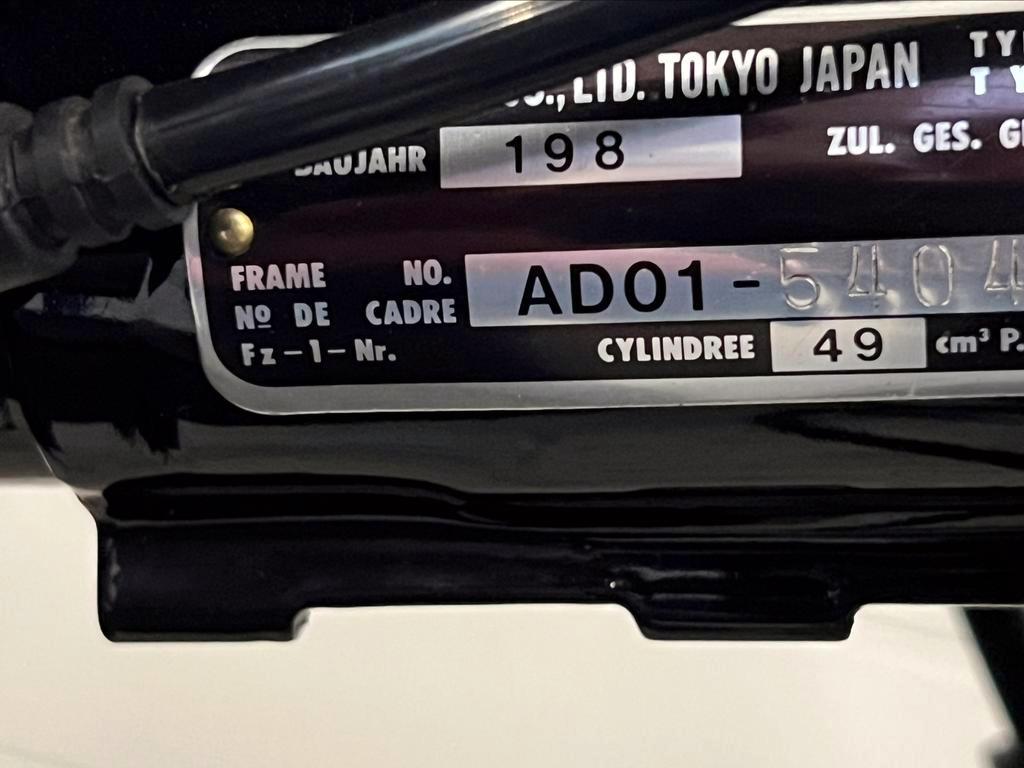 LTD. TOKYO JAPAN
BAUJAHR 198 ZUL. GES.
FRAME NO. AD01-5404
Nº DE CADRE
Fz-1-Nr. CYLINDREE 49 cm³ P.